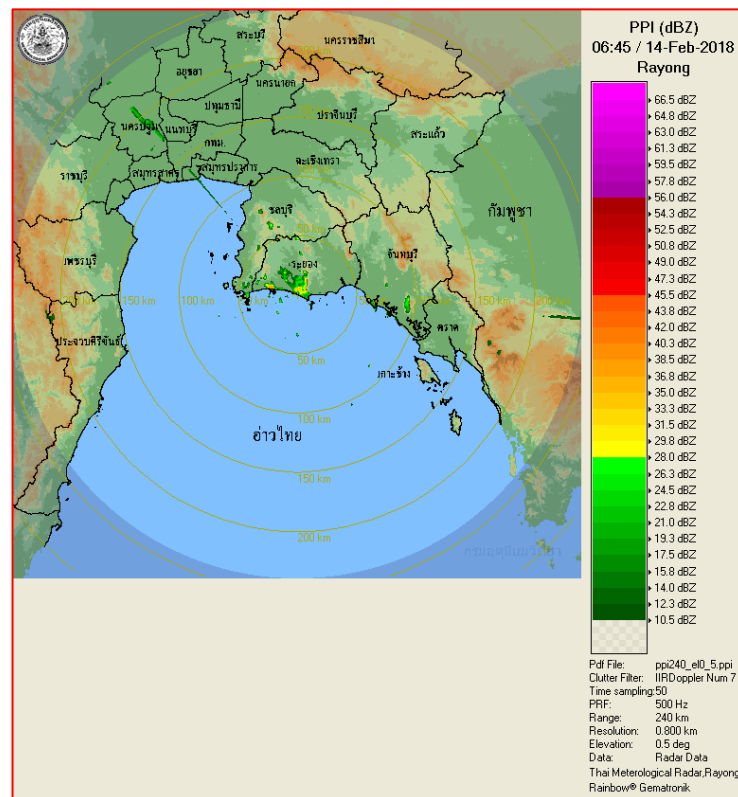 PPI (dBZ)
06:45 / 14-Feb-2018
Rayong
66.5 dBZ
64.8 dBZ
63.0 dBZ
61.3 dBZ
59.5 dBZ
57.8 dBZ
56.0 dBZ
54.3 dBZ
52.5 dBZ
50.8 dBZ
49.0 dBZ
47.3 dBZ
45.5 dBZ
43.8 dBZ
42.0 dBZ
40.3 dBZ
38.5 dBZ
36.8 dBZ
35.0 dBZ
33.3 dBZ
31.5 dBZ
29.8 dBZ
28.0 dBZ
26.3 dBZ
24.5 dBZ
22.8 dBZ
21.0 dBZ
19.3 dBZ
17.5 dBZ
15.8 dBZ
14.0 dBZ
12.3 dBZ
10.5 dBZ
Pdf File: ppi240_el0_5.ppi
Clutter Filter: IIRDoppler Num 7
Time sampling:50
PRF: 500 Hz
Range: 240 km
Resolution: 0.800 km
Elevation: 0.5 deg
Data: Radar Data
Thai Meterological Radar,Rayong
Rainbow® Gematronik
สระบุรี
นครราชสีมา
อยุธยา
นครนายก
ปทุมธานี
ปราจีนบุรี
นครปฐม
นนทบุรี
สระแก้ว
กทม.
ฉะเชิงเทรา
สมุทรปราการ
สมุทรสาคร
ราชบุรี
ชลบุรี
กัมพูชา
เพชรบุรี
ระยอง
จันทบุรี
150 km
100 km
150 km
200 km
ตราด
ประจวบคีรีขันธ์
50 km
เกาะช้าง
100 km
อ่าวไทย
150 km
200 km
กรมอุตุนิยมวิทยา